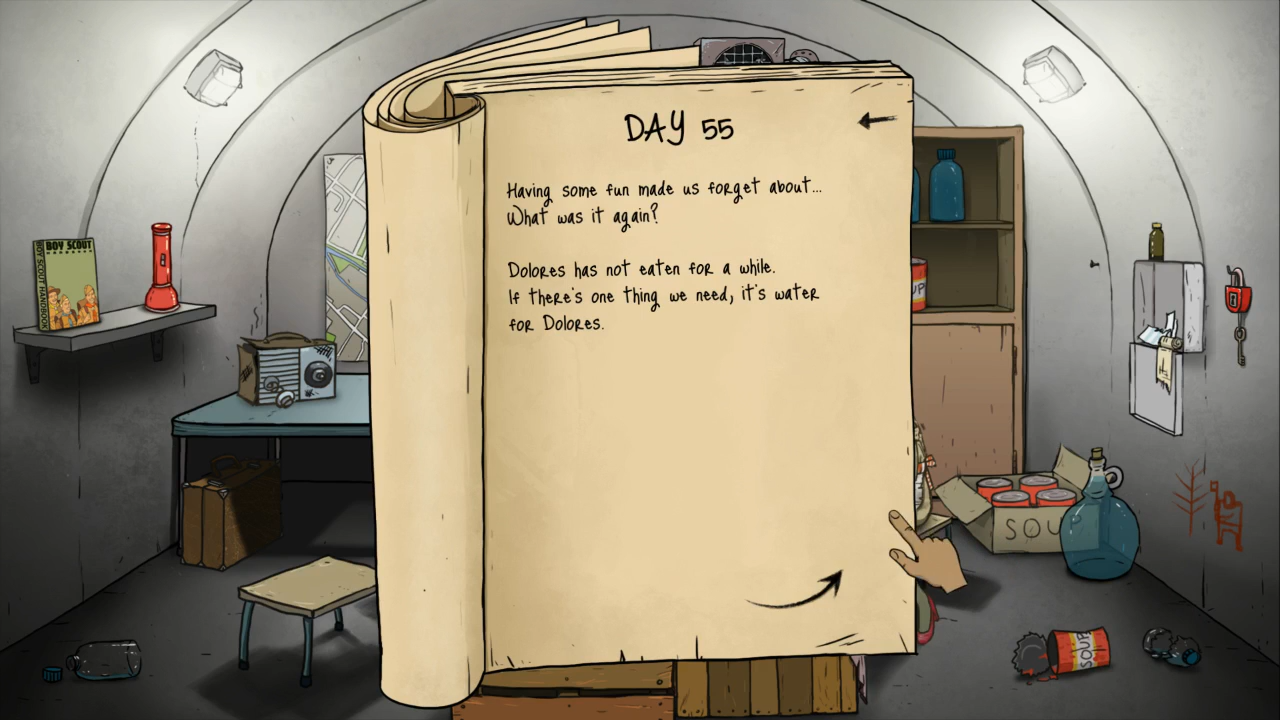 DAY 55
Having some fun made us forget about...
What was it again?
Dolores has not eaten for a while.
If there's one thing we need, it's water
for Dolores.
BOY SCOUT
BOY SCOUT HANDBOOK
UP
SOUP
SOUP